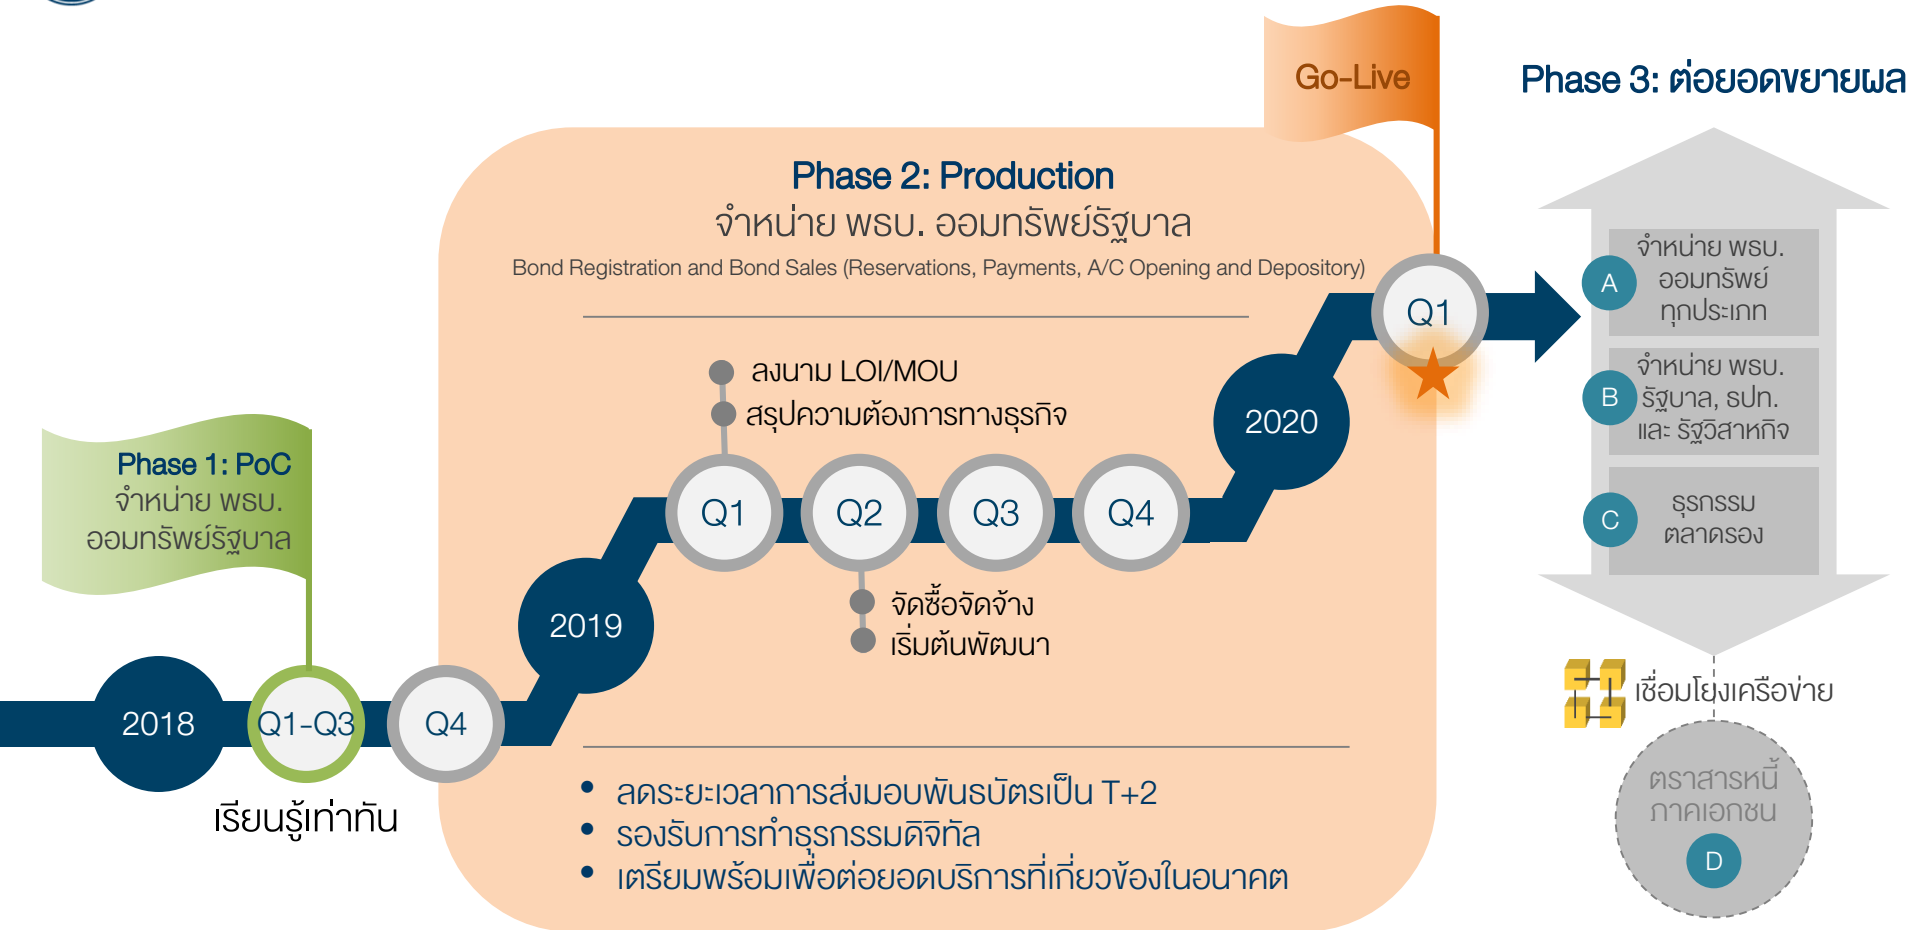 Go-Live
Phase 3: ต่อยอดขยายผล
Phase 2: Production
จำหน่าย พธบ. ออมทรัพย์รัฐบาล
Bond Registration and Bond Sales (Reservations, Payments, A/C Opening and Depository)
A
จำหน่าย พธบ.
ออมทรัพย์
ทุกประเภท
Q1
ลงนาม LOI/MOU
สรุปความต้องการทางธุรกิจ
2020
B
จำหน่าย พธบ.
รัฐบาล, ธปท.
และ รัฐวิสาหกิจ
Phase 1: PoC
จำหน่าย พธบ.
ออมทรัพย์รัฐบาล
Q1
Q2
Q3
Q4
C
ธุรกรรม
ตลาดรอง
จัดซื้อจัดจ้าง
เริ่มต้นพัฒนา
2019
เชื่อมโยงเครือข่าย
2018
Q1-Q3
Q4
เรียนรู้เท่าทัน
• ลดระยะเวลาการส่งมอบพันธบัตรเป็น T+2
• รองรับการทำธุรกรรมดิจิทัล
• เตรียมพร้อมเพื่อต่อยอดบริการที่เกี่ยวข้องในอนาคต
ตราสารหนี้
ภาคเอกชน
D